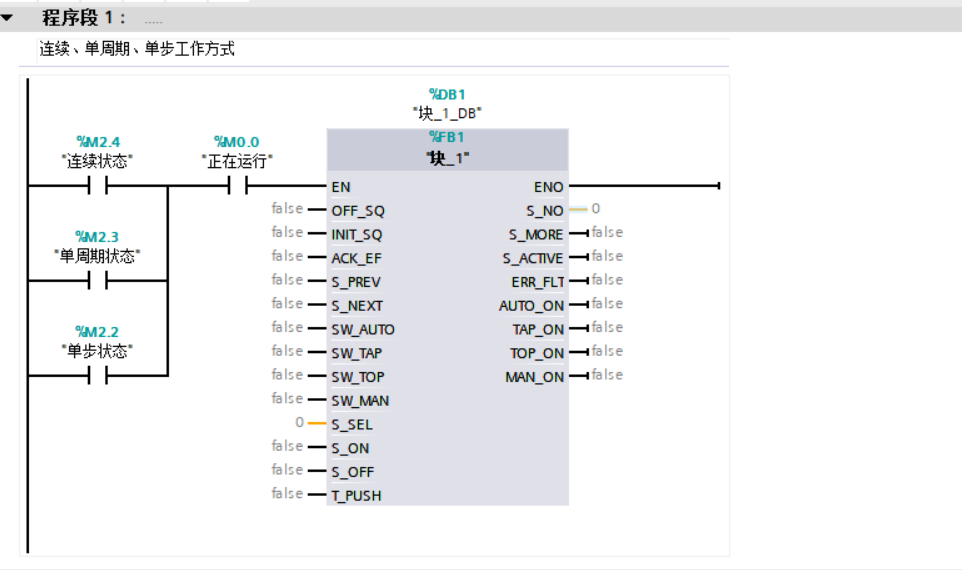 程序段 1： .....
连续、单周期、单步工作方式
%DB1
"块_1_DB"
%M2.4
"连续状态"
%M0.0
"正在运行"
%FB1
"块_1"
EN
ENO
false
OFF_SQ
S_NO
0
false
INIT_SQ
S_MORE
false
false
ACK_EF
S_ACTIVE
false
%M2.3
"单周期状态"
false
S_PREV
ERR_FLT
false
false
S_NEXT
AUTO_ON
false
%M2.2
"单步状态"
false
SW_AUTO
TAP_ON
false
false
SW_TAP
TOP_ON
false
false
SW_TOP
MAN_ON
false
false
SW_MAN
0
S_SEL
false
S_ON
false
S_OFF
false
T_PUSH